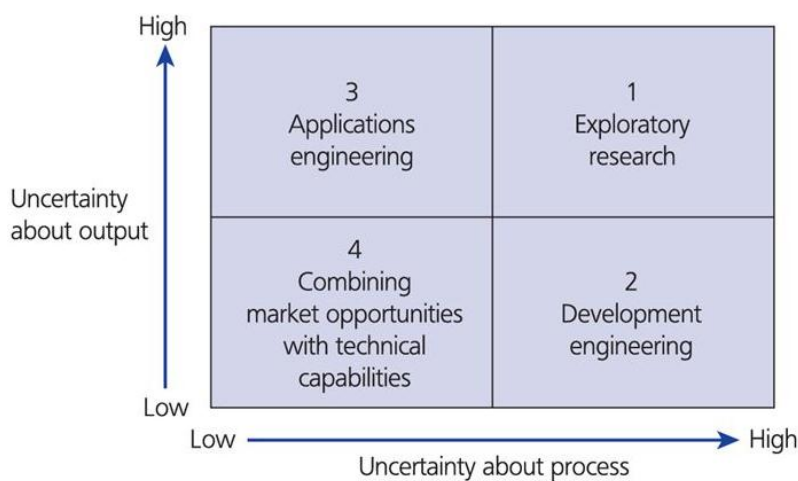 High
3
Applications
engineering
1
Exploratory
research
Uncertainty
about output
4
Combining
market opportunities
with technical
capabilities
2
Development
engineering
Low
Low
High
Uncertainty about process